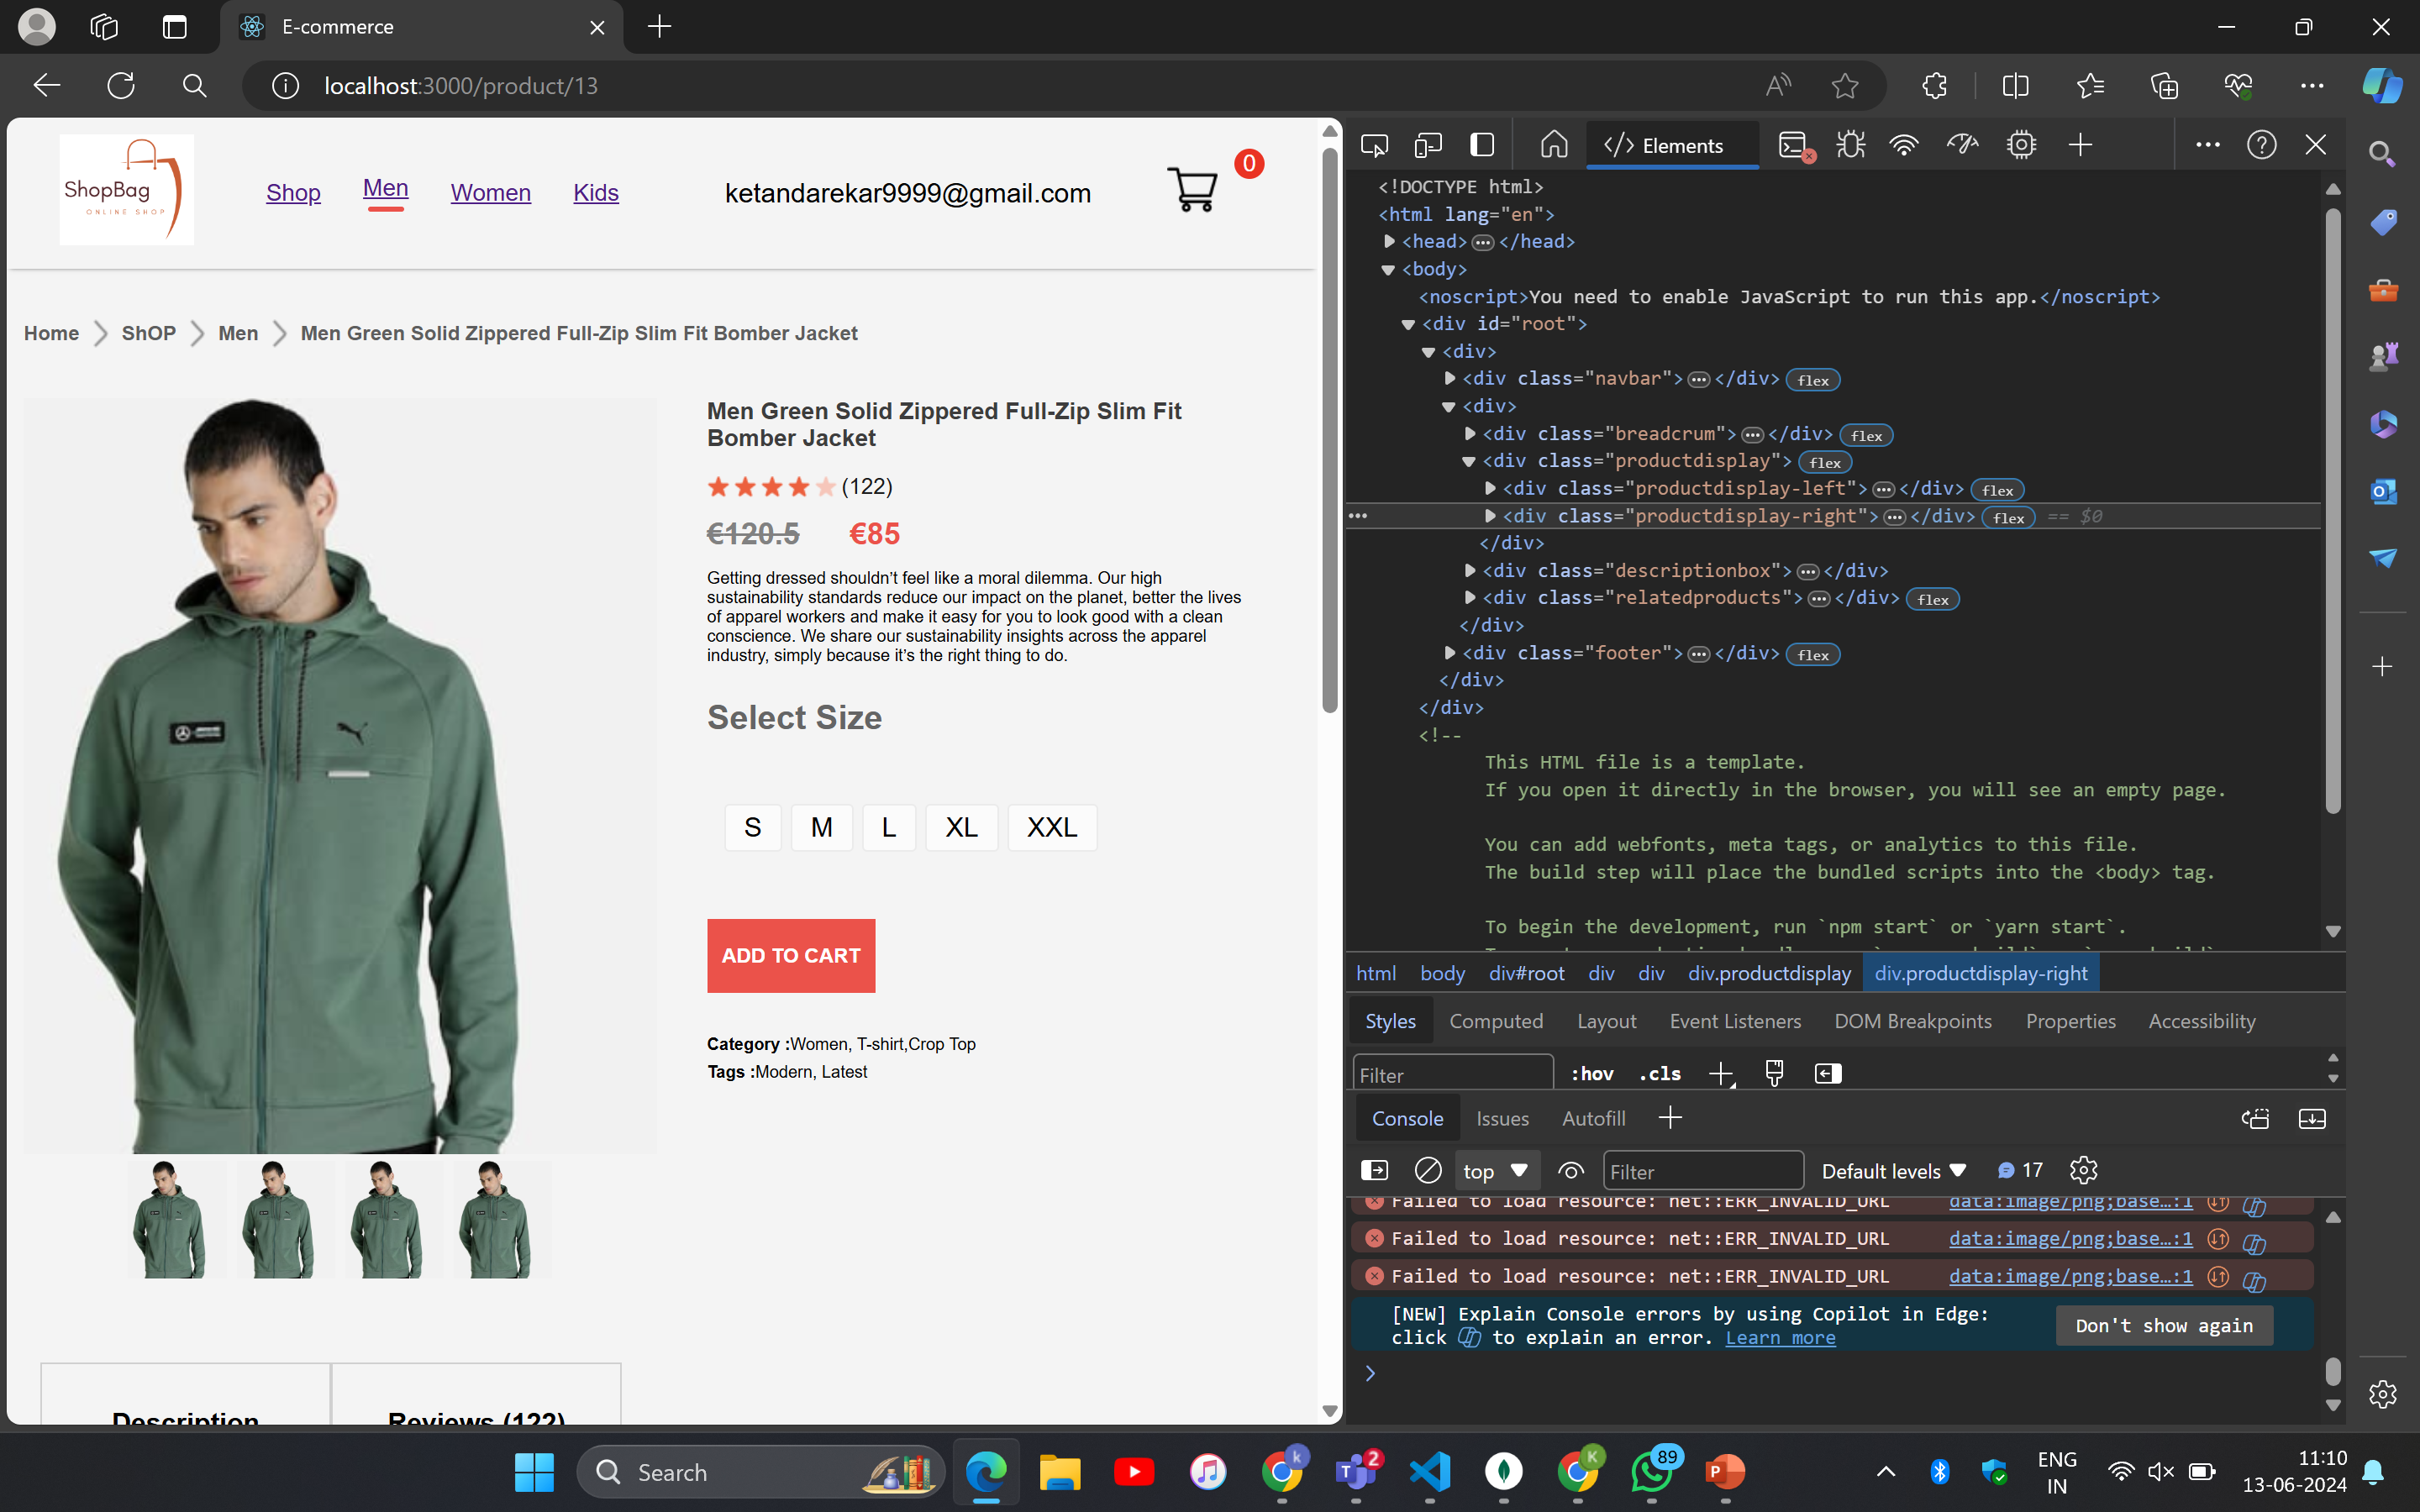 E-commerce
localhost:3000/product/13
ShopBag
ONLINE SHOP
Shop
Men
Women
Kids
ketandarekar9999@gmail.com
0
Home
ShOP
Men
Men Green Solid Zippered Full-Zip Slim Fit Bomber Jacket
Men Green Solid Zippered Full-Zip Slim Fit
Bomber Jacket
(122)
€120.5 €85
Getting dressed shouldn’t feel like a moral dilemma. Our high
sustainability standards reduce our impact on the planet, better the lives
of apparel workers and make it easy for you to look good with a clean
conscience. We share our sustainability insights across the apparel
industry, simply because it’s the right thing to do.
Select Size
S M L XL XXL
ADD TO CART
Category :Women, T-shirt,Crop Top
Tags :Modern, Latest
Description
Reviews (122)
Elements
<!DOCTYPE html>
<html lang="en">
<head>…</head>
<body>
<noscript>You need to enable JavaScript to run this app.</noscript>
<div id="root">
<div>
<div class="navbar">…</div> flex
<div>
<div class="breadcrum">…</div> flex
<div class="productdisplay"> flex
<div class="productdisplay-left">…</div> flex
<div class="productdisplay-right">…</div> flex == $0
</div>
<div class="descriptionbox">…</div>
<div class="relatedproducts">…</div> flex
</div>
<div class="footer">…</div> flex
</div>
</div>
<!--
This HTML file is a template.
If you open it directly in the browser, you will see an empty page.
You can add webfonts, meta tags, or analytics to this file.
The build step will place the bundled scripts into the <body> tag.
To begin the development, run `npm start` or `yarn start`.
html body div#root div div div.productdisplay div.productdisplay-right
Styles Computed Layout Event Listeners DOM Breakpoints Properties Accessibility
Filter :hov .cls
Console Issues Autofill
top Filter Default levels 17
Failed to load resource: net::ERR_INVALID_URL data:image/png;base…:1
Failed to load resource: net::ERR_INVALID_URL data:image/png;base…:1
Failed to load resource: net::ERR_INVALID_URL data:image/png;base…:1
[NEW] Explain Console errors by using Copilot in Edge:
click to explain an error. Learn more
Don't show again
Search
k
2
K
89
ENG
IN
11:10
13-06-2024